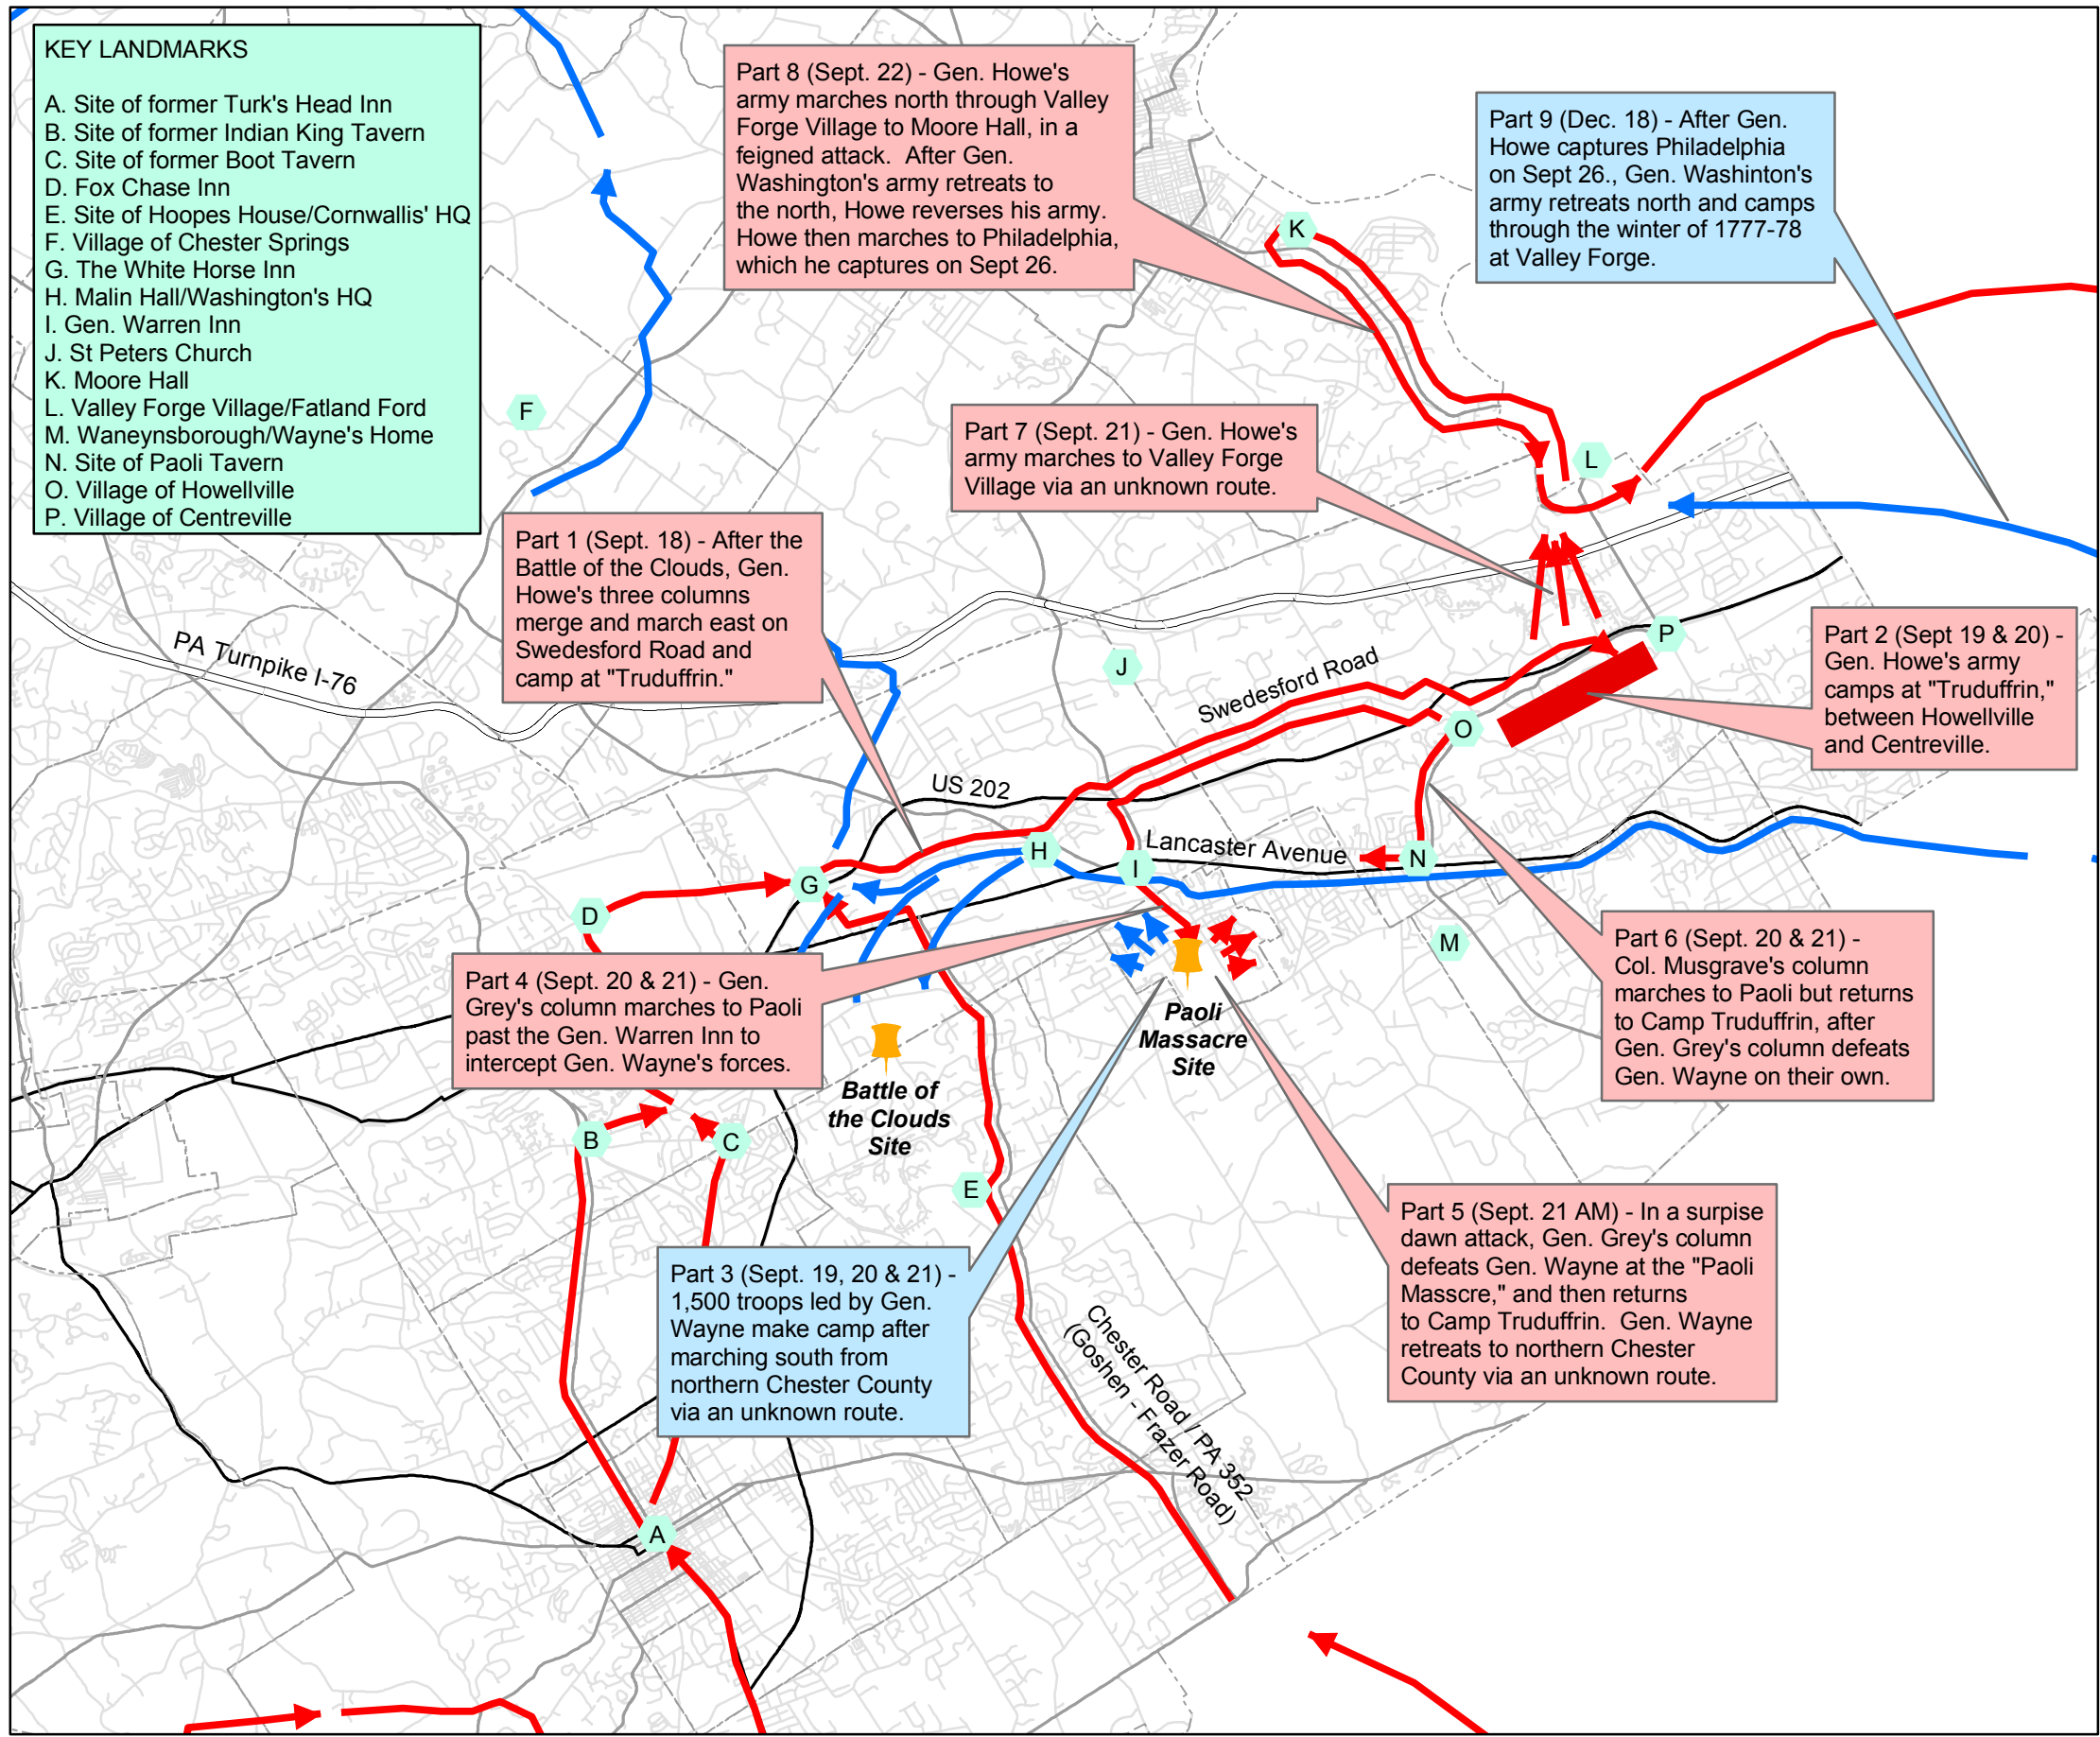 KEY LANDMARKS
A. Site of former Turk's Head Inn
B. Site of former Indian King Tavern
C. Site of former Boot Tavern
D. Fox Chase Inn
E. Site of Hoopes House/Cornwallis' HQ
F. Village of Chester Springs
G. The White Horse Inn
H. Malin Hall/Washington's HQ
I. Gen. Warren Inn
J. St Peters Church
K. Moore Hall
L. Valley Forge Village/Fatland Ford
M. Waneynsborough/Wayne's Home
N. Site of Paoli Tavern
O. Village of Howellville
P. Village of Centreville
Part 8 (Sept. 22) - Gen. Howe's
army marches north through Valley
Forge Village to Moore Hall, in a
feigned attack. After Gen.
Washington's army retreats to
the north, Howe reverses his army.
Howe then marches to Philadelphia,
which he captures on Sept 26.
Part 9 (Dec. 18) - After Gen.
Howe captures Philadelphia
on Sept 26., Gen. Washinton's
army retreats north and camps
through the winter of 1777-78
at Valley Forge.
K
F
Part 7 (Sept. 21) - Gen. Howe's
army marches to Valley Forge
Village via an unknown route.
L
Part 1 (Sept. 18) - After the
Battle of the Clouds, Gen.
Howe's three columns
merge and march east on
Swedesford Road and
camp at "Truduffrin."
PA Turnpike I-76
J
Swedesford Road
P
Part 2 (Sept 19 & 20) -
Gen. Howe's army
camps at "Truduffrin,"
between Howellville
and Centreville.
O
US 202
H
Lancaster Avenue
N
I
G
D
M
Part 4 (Sept. 20 & 21) - Gen.
Grey's column marches to Paoli
past the Gen. Warren Inn to
intercept Gen. Wayne's forces.
Paoli
Massacre
Site
Part 6 (Sept. 20 & 21) -
Col. Musgrave's column
marches to Paoli but returns
to Camp Truduffrin, after
Gen. Grey's column defeats
Gen. Wayne on their own.
Battle of
the Clouds
Site
B
C
E
Part 3 (Sept. 19, 20 & 21) -
1,500 troops led by Gen.
Wayne make camp after
marching south from
northern Chester County
via an unknown route.
Part 5 (Sept. 21 AM) - In a surpise
dawn attack, Gen. Grey's column
defeats Gen. Wayne at the "Paoli
Masscre," and then returns
to Camp Truduffrin. Gen. Wayne
retreats to northern Chester
County via an unknown route.
Chester Road / PA 352
(Goshen - Frazer Road)
A